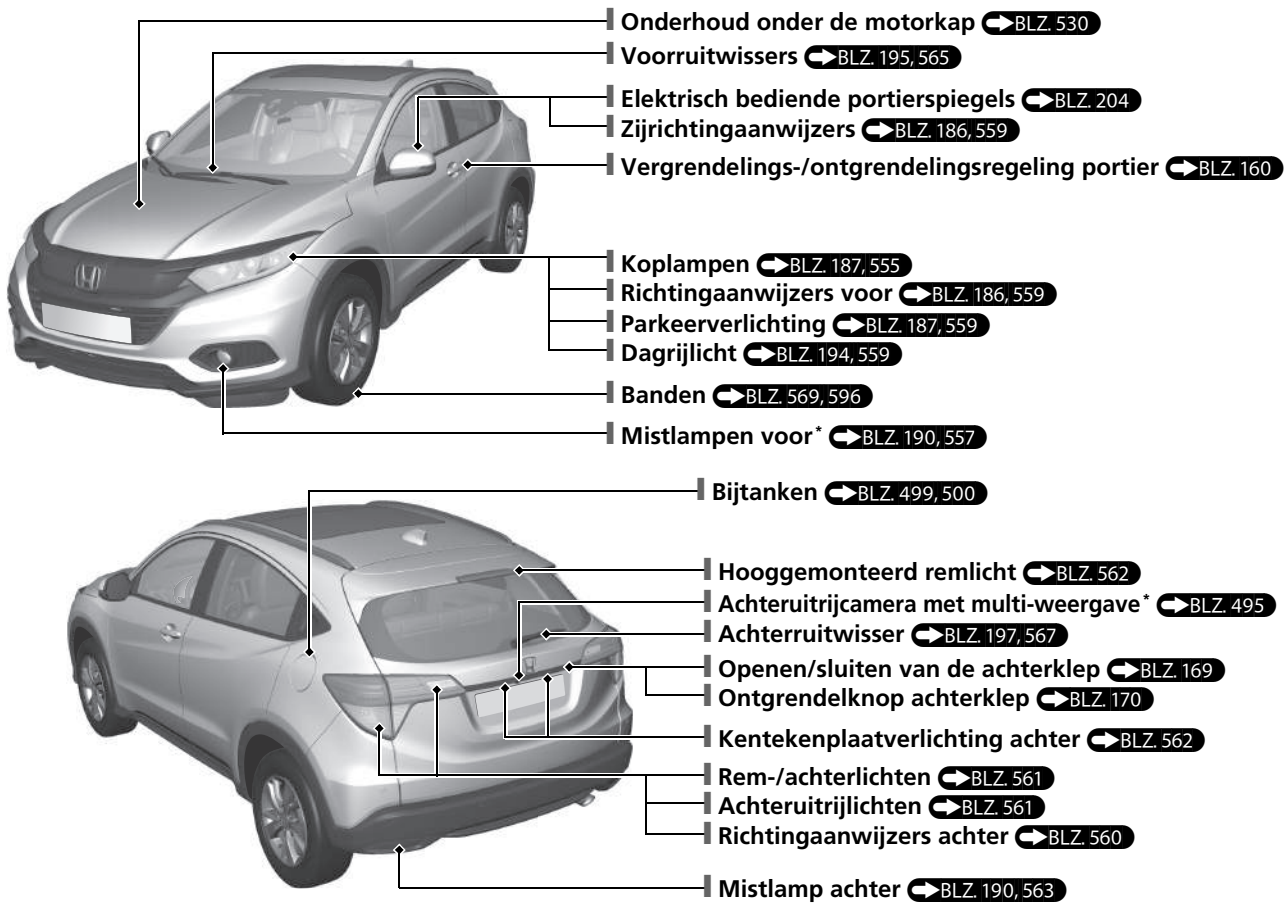 Onderhoud onder de motorkap BLZ. 530
Voorruitwissers BLZ. 195, 565
Elektrisch bediende portierspiegels BLZ. 204
Zijrichtingaanwijzers BLZ. 186, 559
Vergrendelings-/ontgrendelingsregeling portier BLZ. 160
Koplampen BLZ. 187, 555
Richtingaanwijzers voor BLZ. 186, 559
Parkeerverlichting BLZ. 187, 559
Dagrijlicht BLZ. 194, 559
Banden BLZ. 569, 596
Mistlampen voor* BLZ. 190, 557
Bijtanken BLZ. 499, 500
Hooggemonteerd remlicht BLZ. 562
Achteruitrijcamera met multi-weergave* BLZ. 495
Achterruitwisser BLZ. 197, 567
Openen/sluiten van de achterklep BLZ. 169
Ontgrendelknop achterklep BLZ. 170
Kentekenplaatverlichting achter BLZ. 562
Rem-/achterlichten BLZ. 561
Achteruitrijlichten BLZ. 561
Richtingaanwijzers achter BLZ. 560
Mistlamp achter BLZ. 190, 563